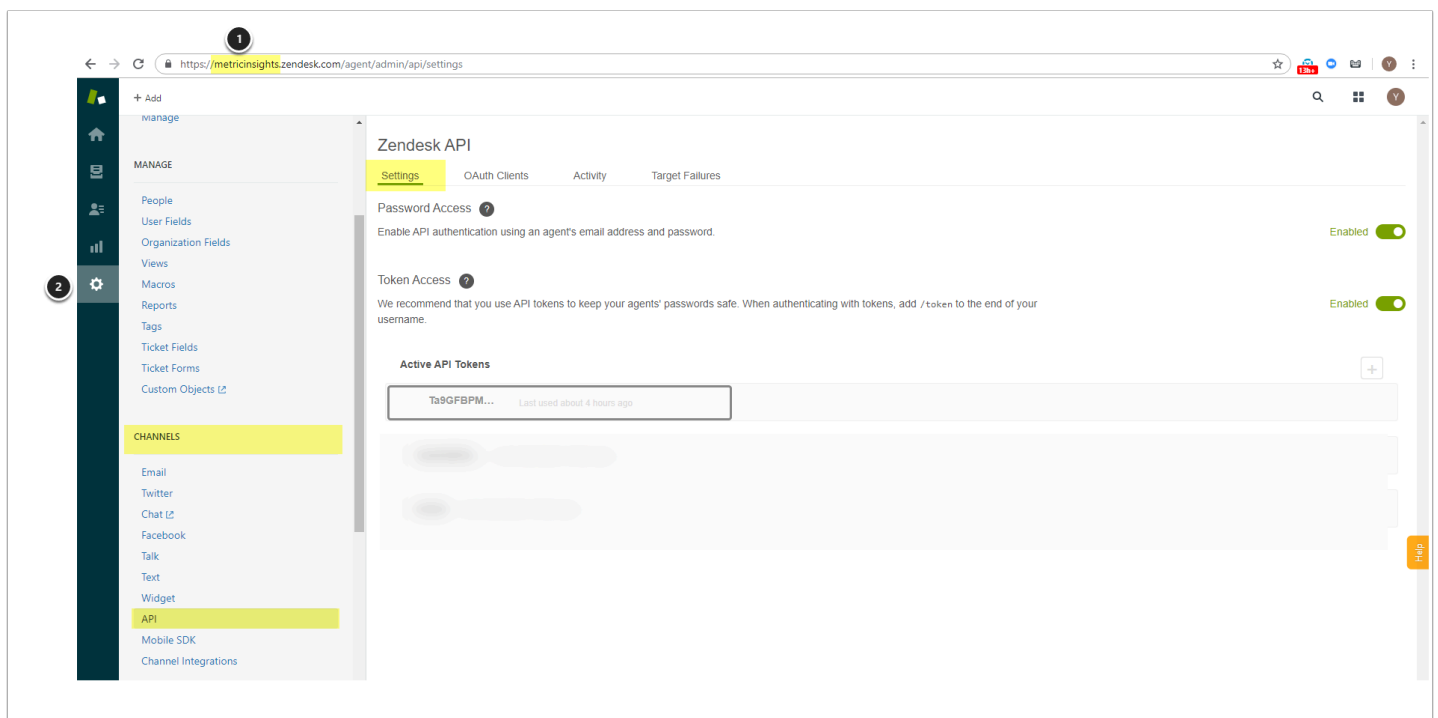 1
https://metricinsights.zendesk.com/agent/admin/api/settings
13h+
Y
+ Add
Y
Manage
MANAGE
People
User Fields
Organization Fields
Views
2
Macros
Reports
Tags
Ticket Fields
Ticket Forms
Custom Objects
CHANNELS
Email
Twitter
Chat
Facebook
Talk
Text
Widget
API
Mobile SDK
Channel Integrations
Zendesk API
Settings OAuth Clients Activity Target Failures
Password Access ?
Enable API authentication using an agent's email address and password. Enabled
Token Access ?
We recommend that you use API tokens to keep your agents' passwords safe. When authenticating with tokens, add /token to the end of your Enabled
username.
Active API Tokens +
Ta9GFBPM... Last used about 4 hours ago
Help